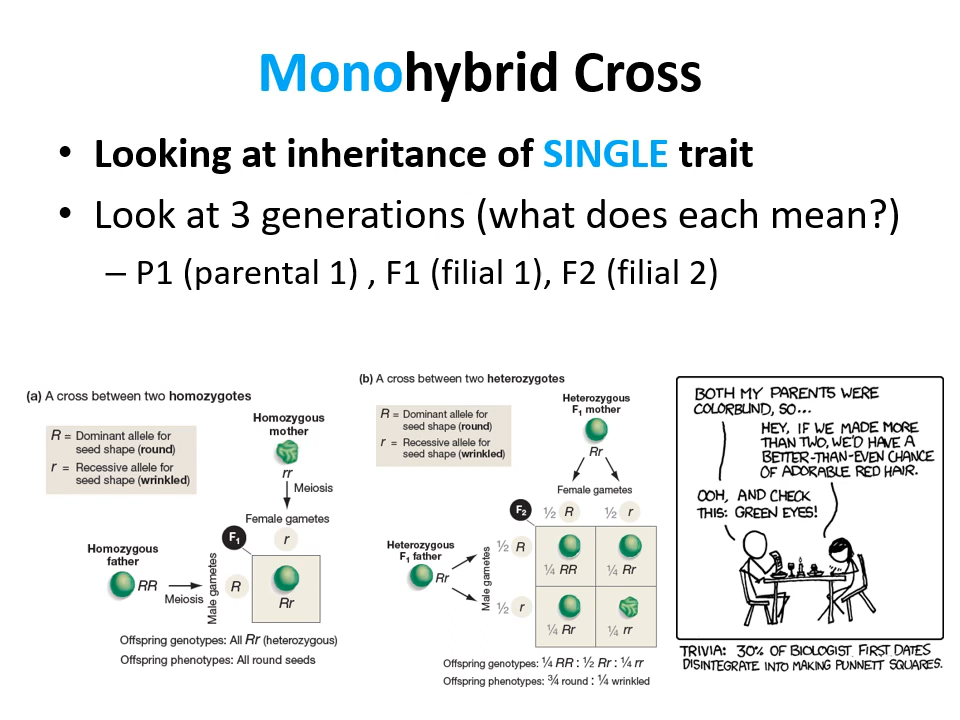 Monohybrid Cross
• Looking at inheritance of SINGLE trait
• Look at 3 generations (what does each mean?)
– P1 (parental 1) , F1 (filial 1), F2 (filial 2)
(a) A cross between two homozygotes
R = Dominant allele for
seed shape (round)
r = Recessive allele for
seed shape (wrinkled)
Homozygous
mother
rr
Meiosis
Female gametes
F1
r
Homozygous
father
RR
Meiosis
Male gametes
R
Rr
Offspring genotypes: All Rr (heterozygous)
Offspring phenotypes: All round seeds
(b) A cross between two heterozygotes
R = Dominant allele for
seed shape (round)
r = Recessive allele for
seed shape (wrinkled)
Heterozygous
F1 mother
Rr
Female gametes
F2
½ R ½ r
Heterozygous
F1 father
Rr
Male gametes
½ R
¼ RR ¼ Rr
½ r
¼ Rr ¼ rr
Offspring genotypes: ¼ RR : ½ Rr : ¼ rr
Offspring phenotypes: ¾ round : ¼ wrinkled
BOTH MY PARENTS WERE
COLORBLIND, SO...
HEY, IF WE MADE MORE
THAN TWO, WE'D HAVE A
BETTER-THAN-EVEN CHANCE
OF ADORABLE RED HAIR.
OOH, AND CHECK
THIS: GREEN EYES!
TRIVIA: 30% OF BIOLOGIST FIRST DATES
DISINTEGRATE INTO MAKING PUNNETT SQUARES.